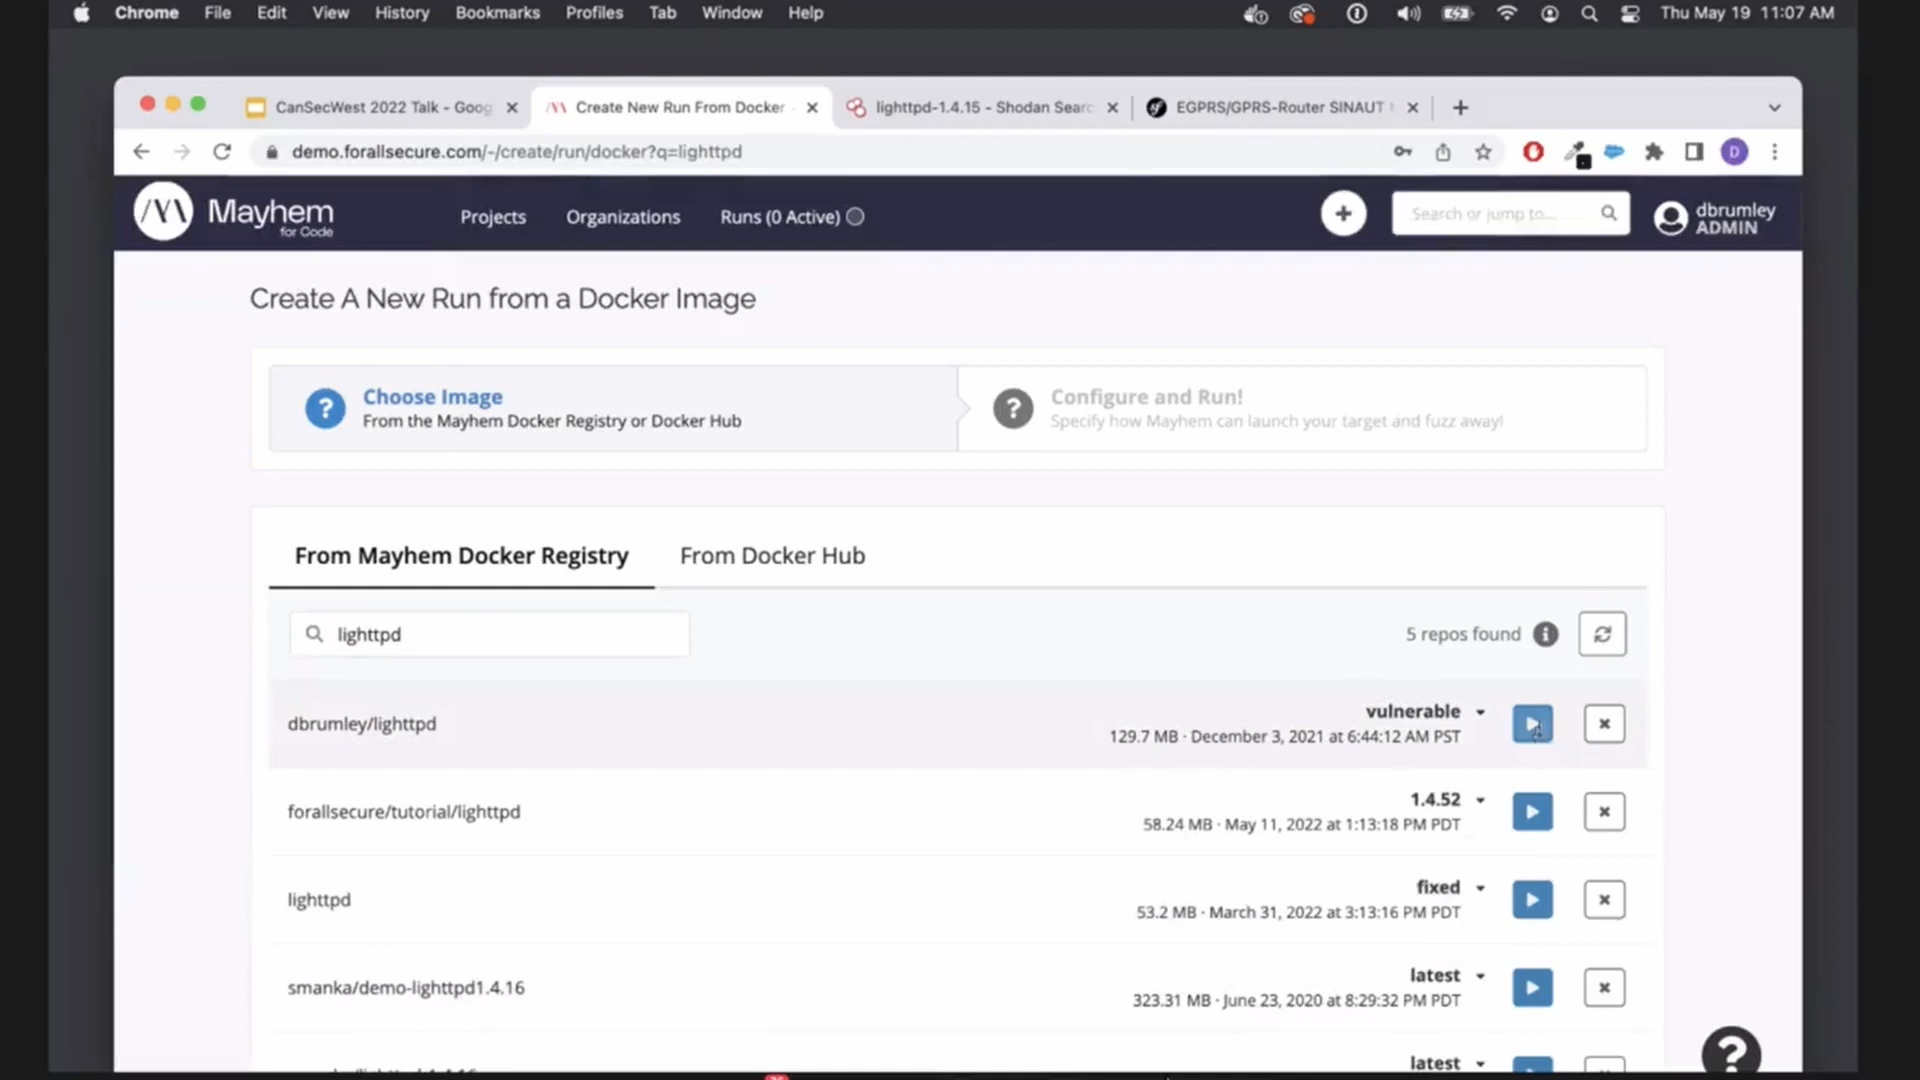 Chrome File Edit View History Bookmarks Profiles Tab Window Help Thu May 19 11:07 AM
CanSecWest 2022 Talk - Goog Create New Run From Docker lighttpd-1.4.15 - Shodan Searc EGPRS/GPRS-Router SINAUT
demo.forallsecure.com/-/create/run/docker?q=lighttpd D
Mayhem
for Code
Projects Organizations Runs (0 Active) Search or jump to... dbrumley
ADMIN
Create A New Run from a Docker Image
? Choose Image
From the Mayhem Docker Registry or Docker Hub
? Configure and Run!
Specify how Mayhem can launch your target and fuzz away!
From Mayhem Docker Registry From Docker Hub
lighttpd 5 repos found
dbrumley/lighttpd vulnerable
129.7 MB · December 3, 2021 at 6:44:12 AM PST
forallsecure/tutorial/lighttpd 1.4.52
58.24 MB · May 11, 2022 at 1:13:18 PM PDT
lighttpd fixed
53.2 MB · March 31, 2022 at 3:13:16 PM PDT
smanka/demo-lighttpd1.4.16 latest
323.31 MB · June 23, 2020 at 8:29:32 PM PDT
latest
?